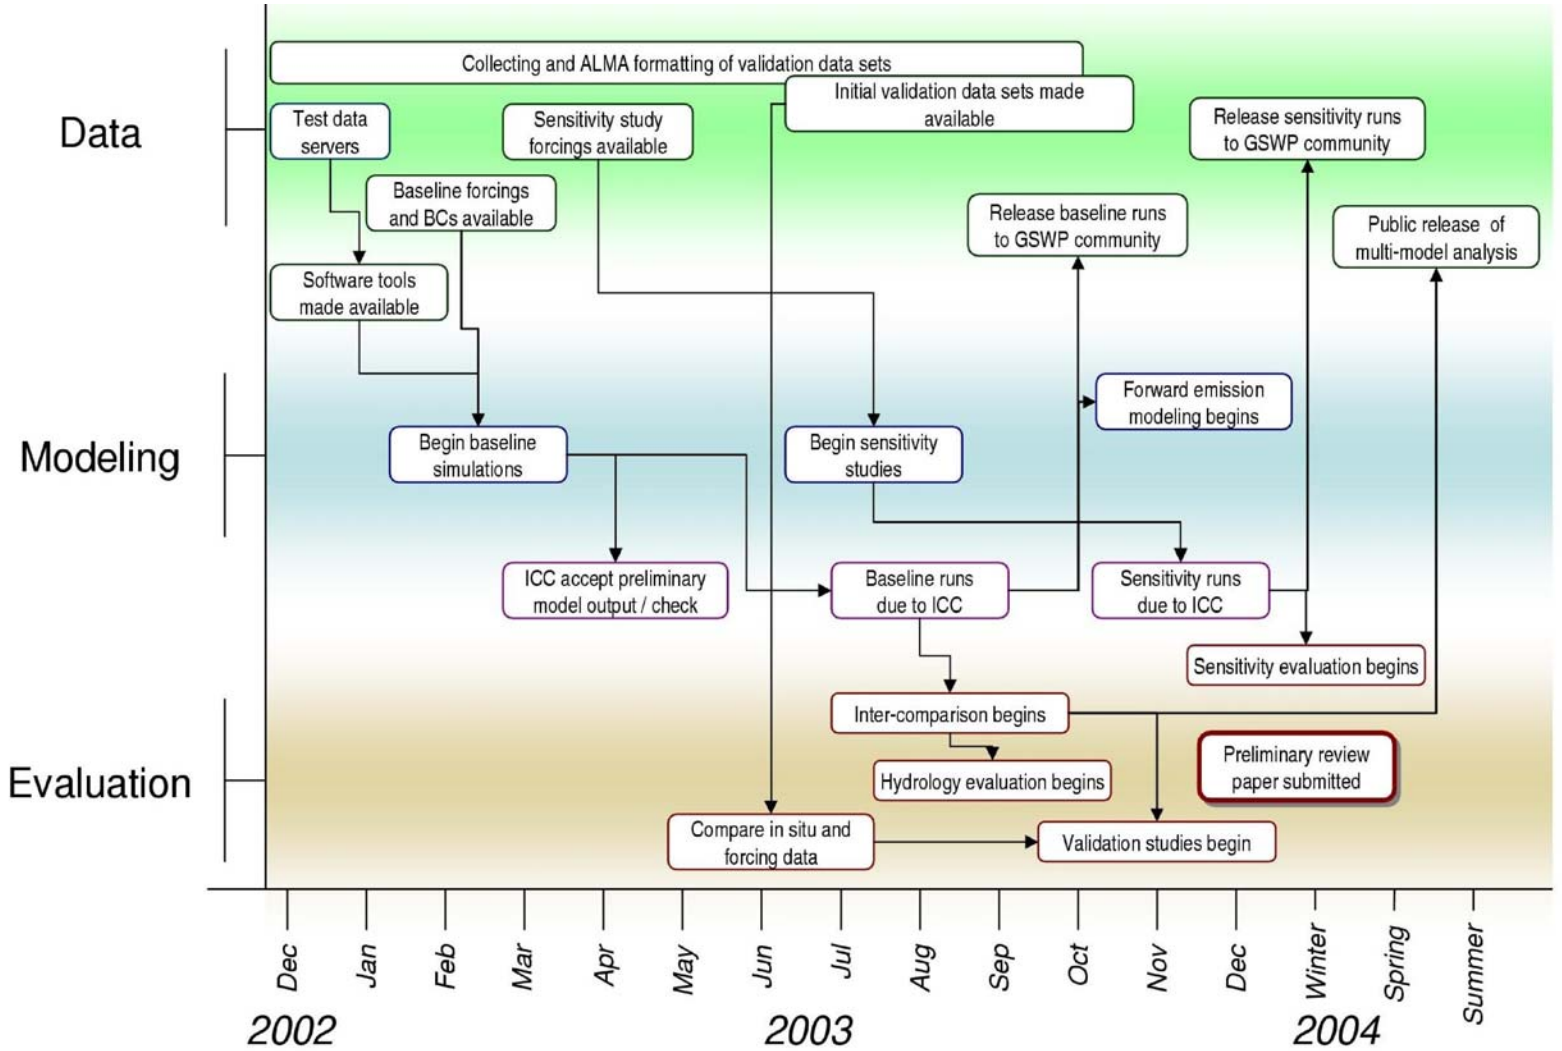 Collecting and ALMA formatting of validation data sets
Initial validation data sets made
available
Data
Test data
servers
Sensitivity study
forcings available
Release sensitivity runs
to GSWP community
Baseline forcings
and BCs available
Release baseline runs
to GSWP community
Public release of
multi-model analysis
Software tools
made available
Modeling
Forward emission
modeling begins
Begin baseline
simulations
Begin sensitivity
studies
ICC accept preliminary
model output / check
Baseline runs
due to ICC
Sensitivity runs
due to ICC
Sensitivity evaluation begins
Evaluation
Inter-comparison begins
Preliminary review
paper submitted
Hydrology evaluation begins
Compare in situ and
forcing data
Validation studies begin
Dec
Jan
Feb
Mar
Apr
May
Jun
Jul
Aug
Sep
Oct
Nov
Dec
Winter
Spring
Summer
2002
2003
2004